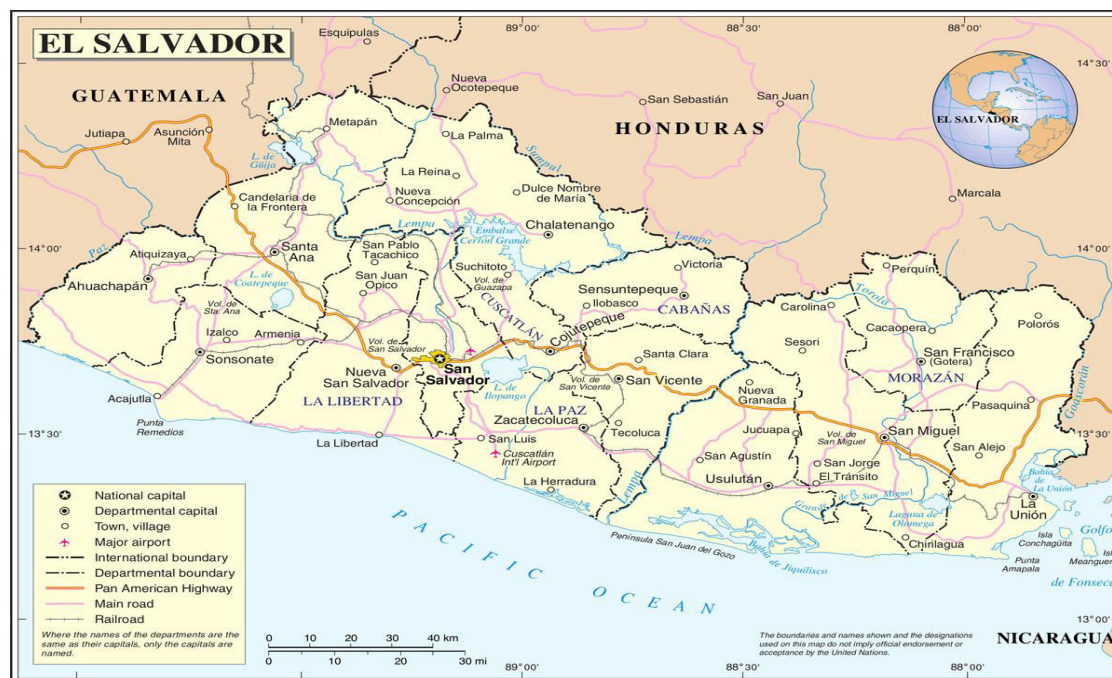 EL SALVADOR
89°00'
88°30'
88°00'
14°30'
14°30'
Esquipulas
Nueva
Ocotepeque
San Sebastián
San Juan
GUATEMALA
HONDURAS
EL SALVADOR
Jutiapa
Asunción
Mita
Metapán
L. de
Güija
La Palma
Sumpul
La Reina
Marcala
Candelaria de
la Frontera
Nueva
Concepción
Dulce Nombre
de María
Lempa
Embalse
Cerrón Grande
Chalatenango
Lempa
14°00'
14°00'
Paz
Atiquizaya
Santa
Ana
San Pablo
Tacachico
Suchitoto
Victoria
Perquín
Ahuachapán
L. de
Coatepeque
San Juan
Opico
Vol. de
Guazapa
Sensuntepeque
Ilobasco
Torola
Vol. de
Sta. Ana
CUSCATLÁN
CABAÑAS
Carolina
Cacaopera
Polorós
Izalco
Armenia
Cojutepeque
Sesori
Sonsonate
Vol. de
San Salvador
Santa Clara
San Francisco
(Gotera)
Nueva
San Salvador
San
Salvador
L. de
Ilopango
Vol. de
San Vicente
San Vicente
MORAZÁN
Goascorán
Acajutla
LA LIBERTAD
LA PAZ
Nueva
Granada
Pasaquina
Punta
Remedios
Zacatecoluca
13°30'
13°30'
La Libertad
San Luis
Tecoluca
Jucuapa
Vol. de
San Miguel
San Miguel
San Alejo
Cuscatlán
Int'l Airport
San Agustín
San Jorge
El Tránsito
Bahía de
La Unión
La Herradura
Lempa
Usulután
Grande de San Miguel
Laguna de
Olomega
La
Unión
Península San Juan del Gozo
Bahía
de Jiquilisco
Chirilagua
Isla
Conchagüita
Golfo
Isla
Meanguer
Punta
Amapala
de Fonseca
PACIFIC OCEAN
National capital
Departmental capital
Town, village
Major airport
International boundary
Departmental boundary
Pan American Highway
Main road
Railroad
Where the names of the departments are the
same as their capitals, only the capitals are
named.
0 10 20 30 40 km
0 10 20 30 mi
The boundaries and names shown and the designations
used on this map do not imply official endorsement or
acceptance by the United Nations.
13°00'
NICARAGUA
89°00'
88°30'
88°00'